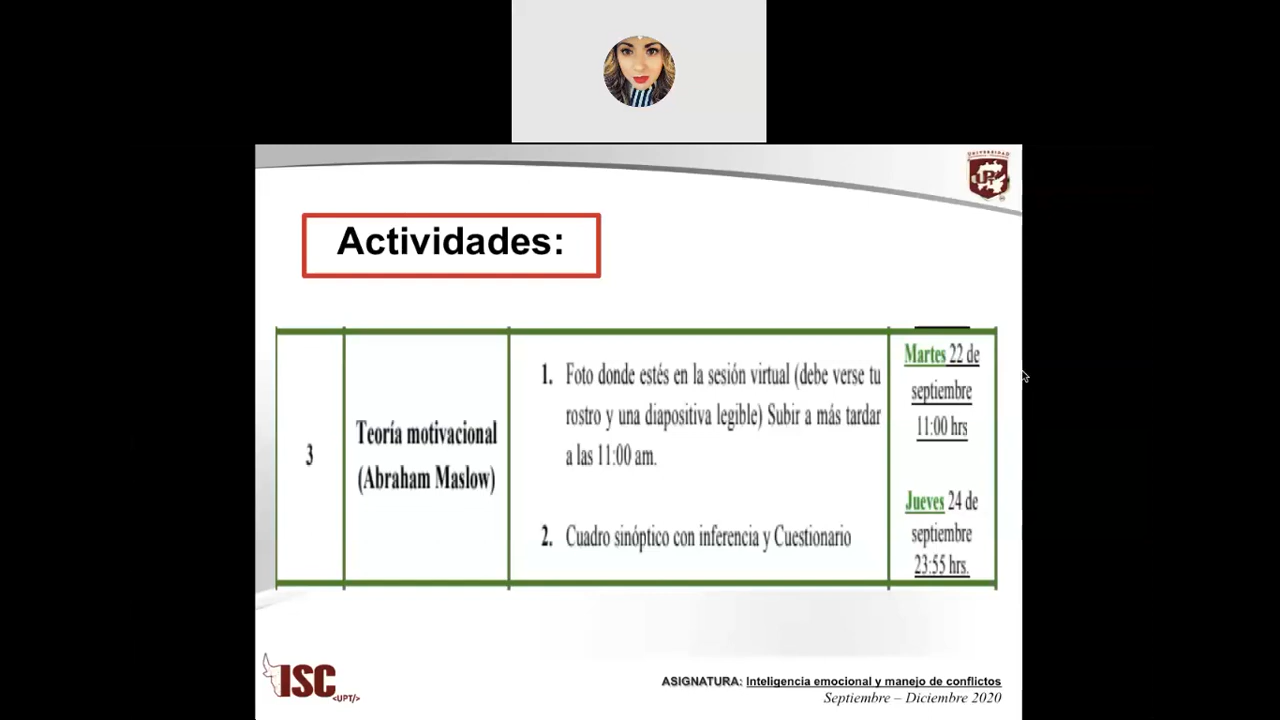 UNIVERSIDAD
UPT
Actividades:
3
Teoría motivacional
(Abraham Maslow)
1. Foto donde estés en la sesión virtual (debe verse tu
rostro y una diapositiva legible) Subir a más tardar
a las 11:00 am.
2. Cuadro sinóptico con inferencia y Cuestionario
Martes 22 de
septiembre
11:00 hrs
Jueves 24 de
septiembre
23:55 hrs.
ISC
<UPT/>
ASIGNATURA: Inteligencia emocional y manejo de conflictos
Septiembre – Diciembre 2020